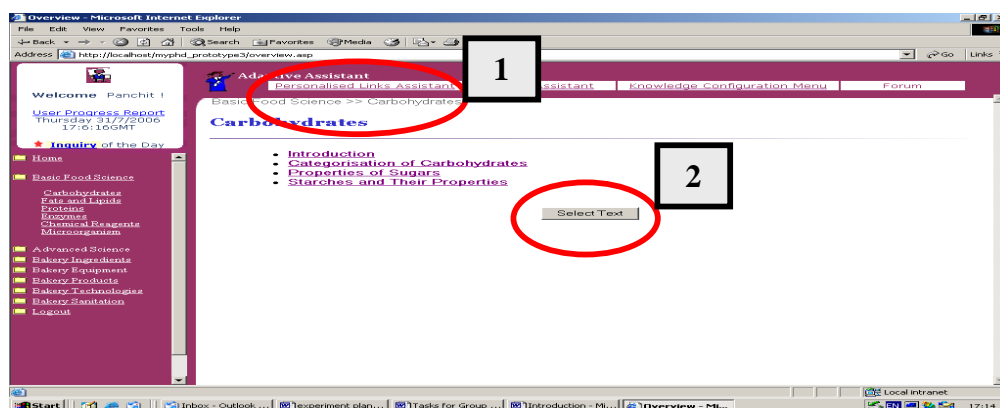 Overview - Microsoft Internet Explorer
File Edit View Favorites Tools Help
Back Search Favorites Media
Address http://localhost/myphd_prototype3/overview.asp Go Links
Welcome Panchit !
User Progress Report
Thursday 31/7/2006
17:6:16GMT
Inquiry of the Day
Home
Basic Food Science
Carbohydrates
Fats and Lipids
Proteins
Enzymes
Chemical Reagents
Microorganism
Advanced Science
Bakery Ingredients
Bakery Equipment
Bakery Products
Bakery Technologies
Bakery Sanitation
Logout
Adaptive Assistant
Personalised Links Assistant Assistant Knowledge Configuration Menu Forum
1
Basic Food Science >> Carbohydrates
Carbohydrates
Introduction
Categorisation of Carbohydrates
Properties of Sugars
Starches and Their Properties
2
Select Text
Local intranet
Start Inbox - Outlook ... experiment plan... Tasks for Group ... Introduction - Mi... Overview - Mi... EN 17:14